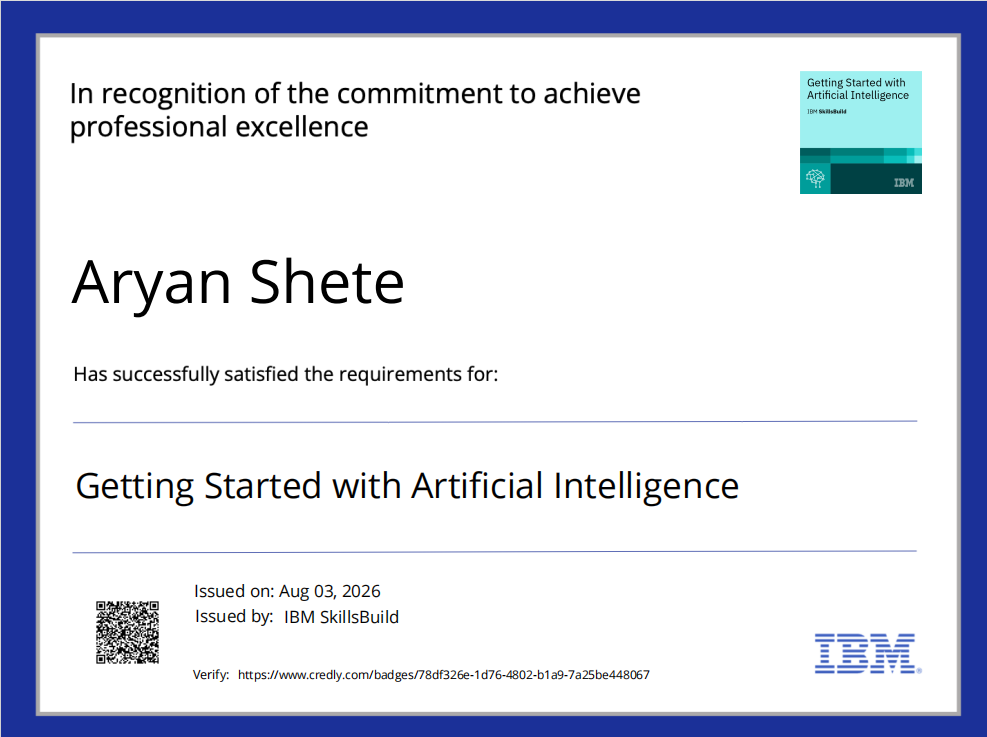 In recognition of the commitment to achieve
professional excellence
Getting Started with
Artificial Intelligence
IBM SkillsBuild
IBM
Aryan Shete
Has successfully satisfied the requirements for:
Getting Started with Artificial Intelligence
Issued on: Aug 03, 2026
Issued by: IBM SkillsBuild
Verify: https://www.credly.com/badges/78df326e-1d76-4802-b1a9-7a25be448067
IBM®